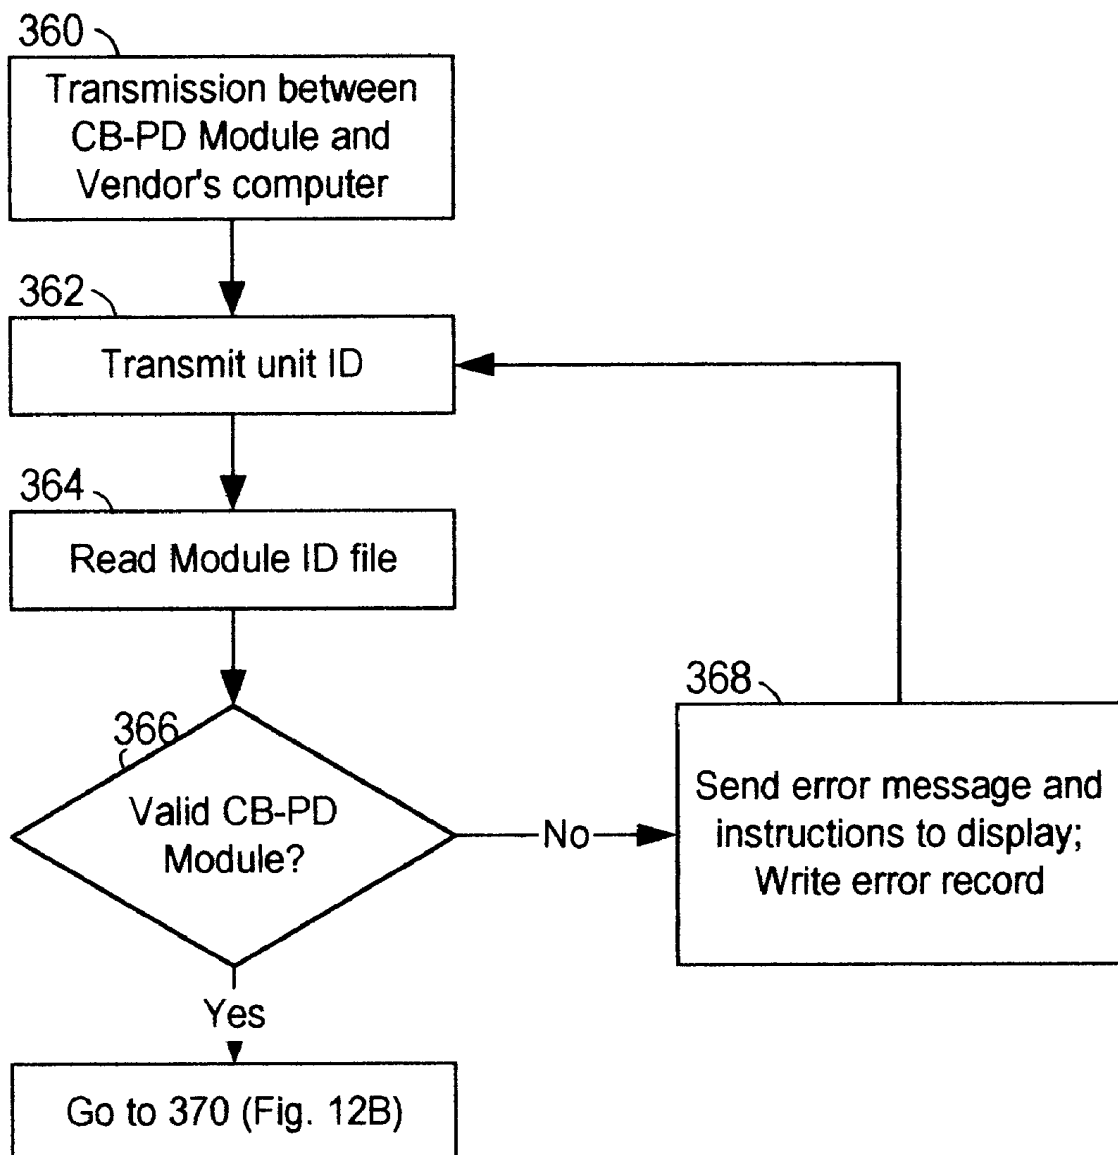 360
Transmission between
CB-PD Module and
Vendor's computer
362
Transmit unit ID
364
Read Module ID file
366
Valid CB-PD
Module?
No
368
Send error message and
instructions to display;
Write error record
Yes
Go to 370 (Fig. 12B)